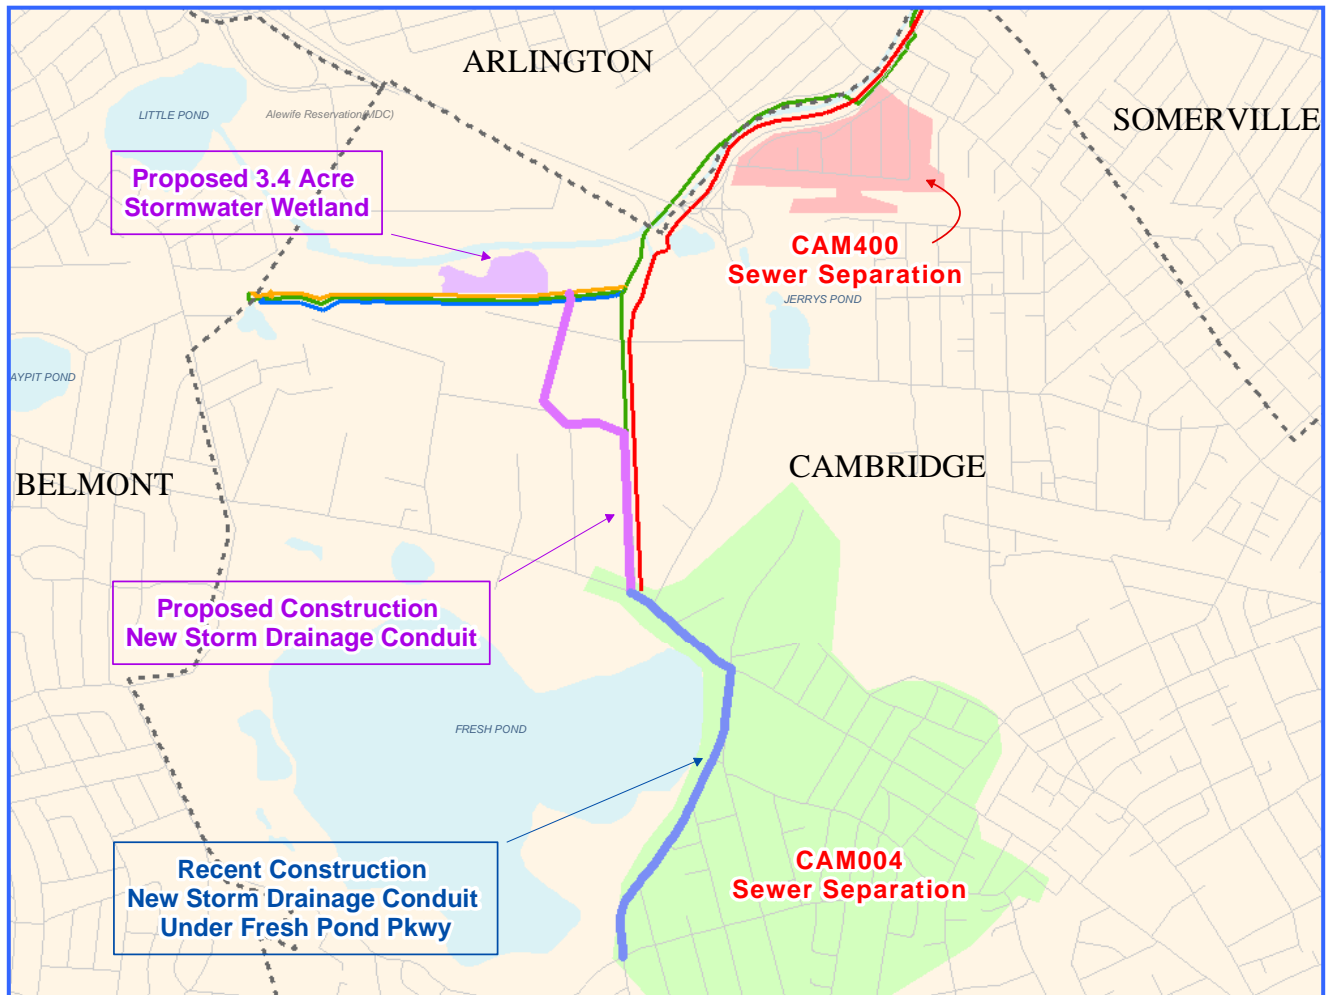 ARLINGTON
SOMERVILLE
LITTLE POND
Alewife Reservation(MDC)
Proposed 3.4 Acre
Stormwater Wetland
CAM400
Sewer Separation
JERRYS POND
AYPIT POND
BELMONT
CAMBRIDGE
Proposed Construction
New Storm Drainage Conduit
FRESH POND
Recent Construction
New Storm Drainage Conduit
Under Fresh Pond Pkwy
CAM004
Sewer Separation